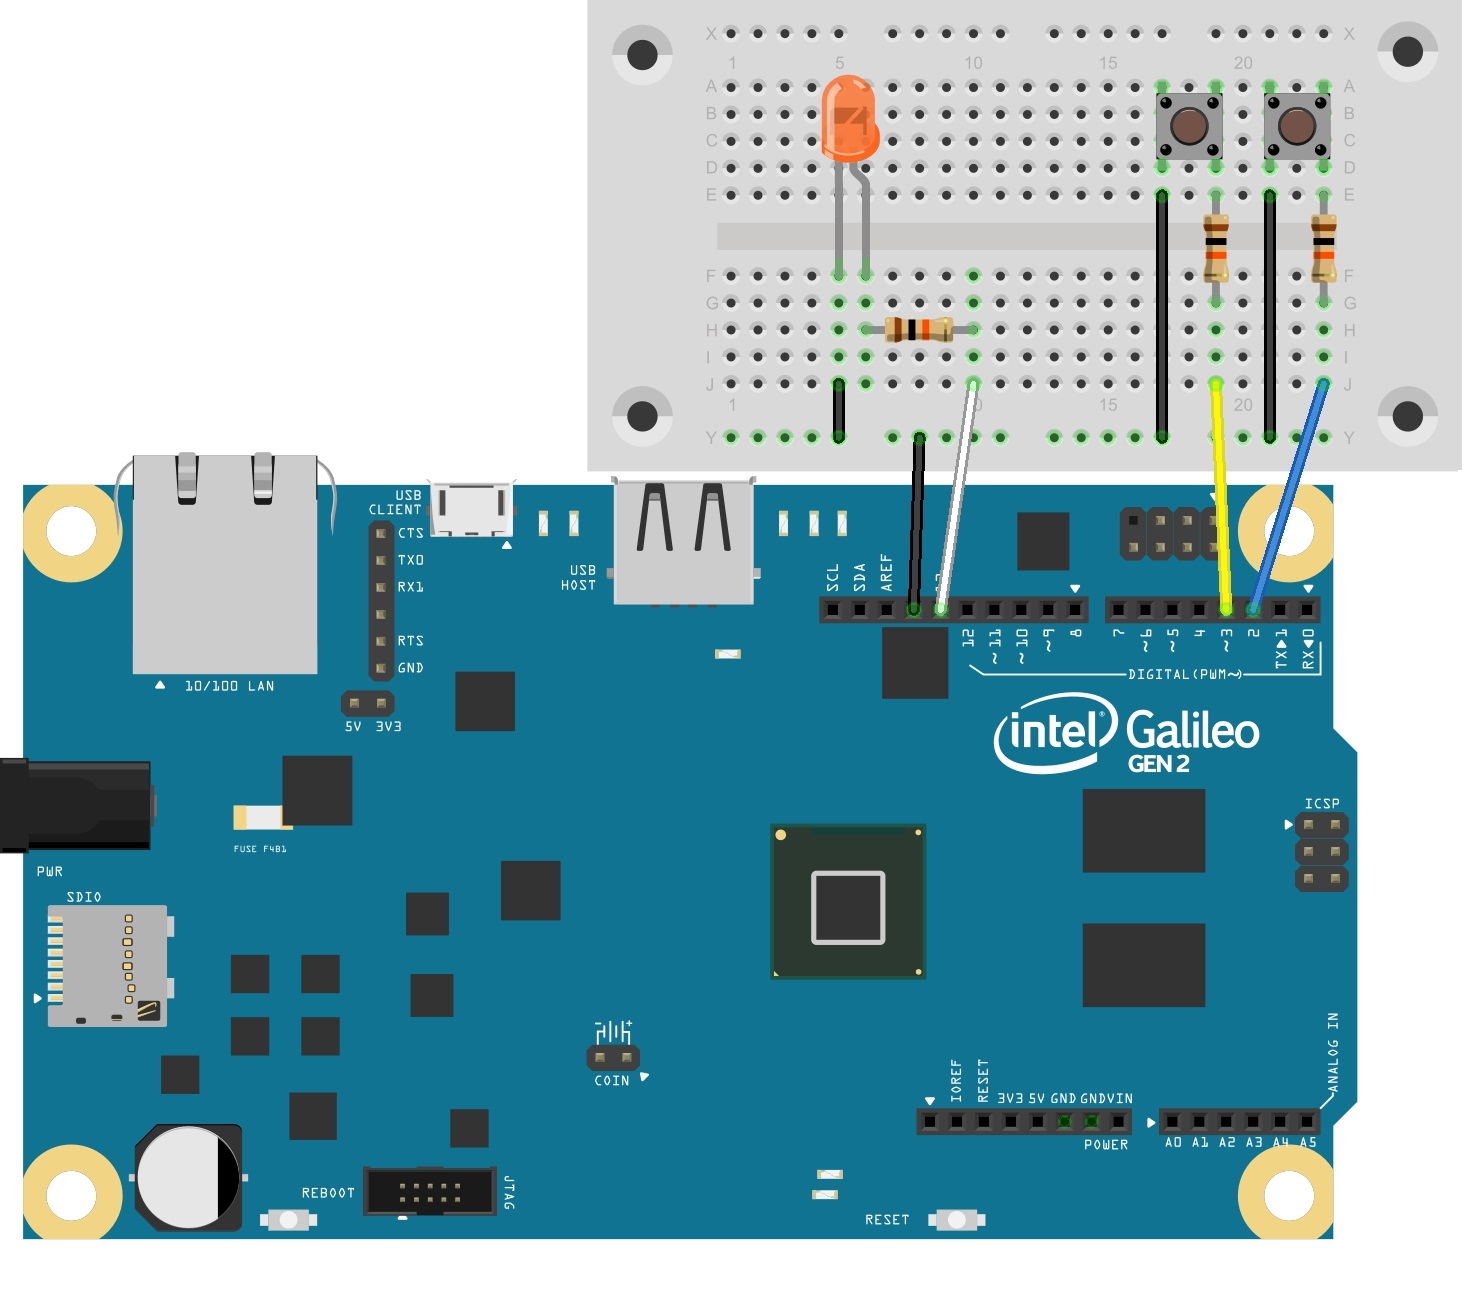 X X
1 5 10 15 20
A A
B B
C C
D D
E E
F F
G G
H H
I I
J J
1 15 20
Y Y
USB
CLIENT
CTS
TX0
RX1
RTS
GND
10/100 LAN
5V 3V3
USB
HOST
SCL
SDA
AREF
12
~11
~10
~9
8
7
~6
~5
4
~3
2
TX▶1
RX◀0
DIGITAL(PWM~)
intel® Galileo
GEN 2
FUSE F4B1
PWR
SDIO
ICSP
COIN
ANALOG IN
IOREF
RESET
3V3 5V GND GND VIN
POWER
A0 A1 A2 A3 A4 A5
REBOOT
JTAG
RESET